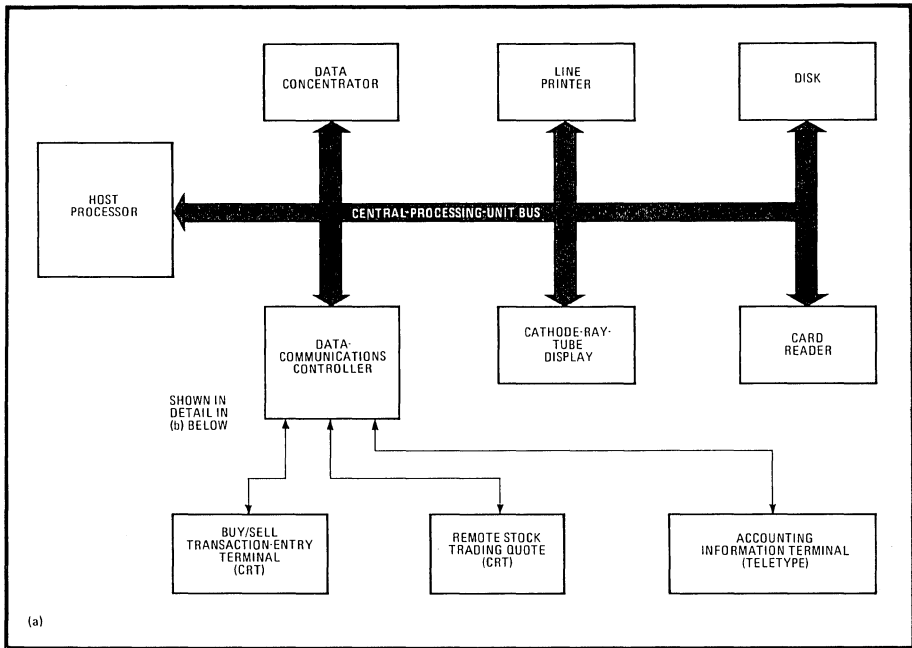 DATA
CONCENTRATOR
LINE
PRINTER
DISK
HOST
PROCESSOR
CENTRAL-PROCESSING-UNIT BUS
DATA-
COMMUNICATIONS
CONTROLLER
CATHODE-RAY-
TUBE
DISPLAY
CARD
READER
SHOWN IN
DETAIL IN
(b) BELOW
BUY/SELL
TRANSACTION-ENTRY
TERMINAL
(CRT)
REMOTE STOCK
TRADING QUOTE
(CRT)
ACCOUNTING
INFORMATION TERMINAL
(TELETYPE)
(a)